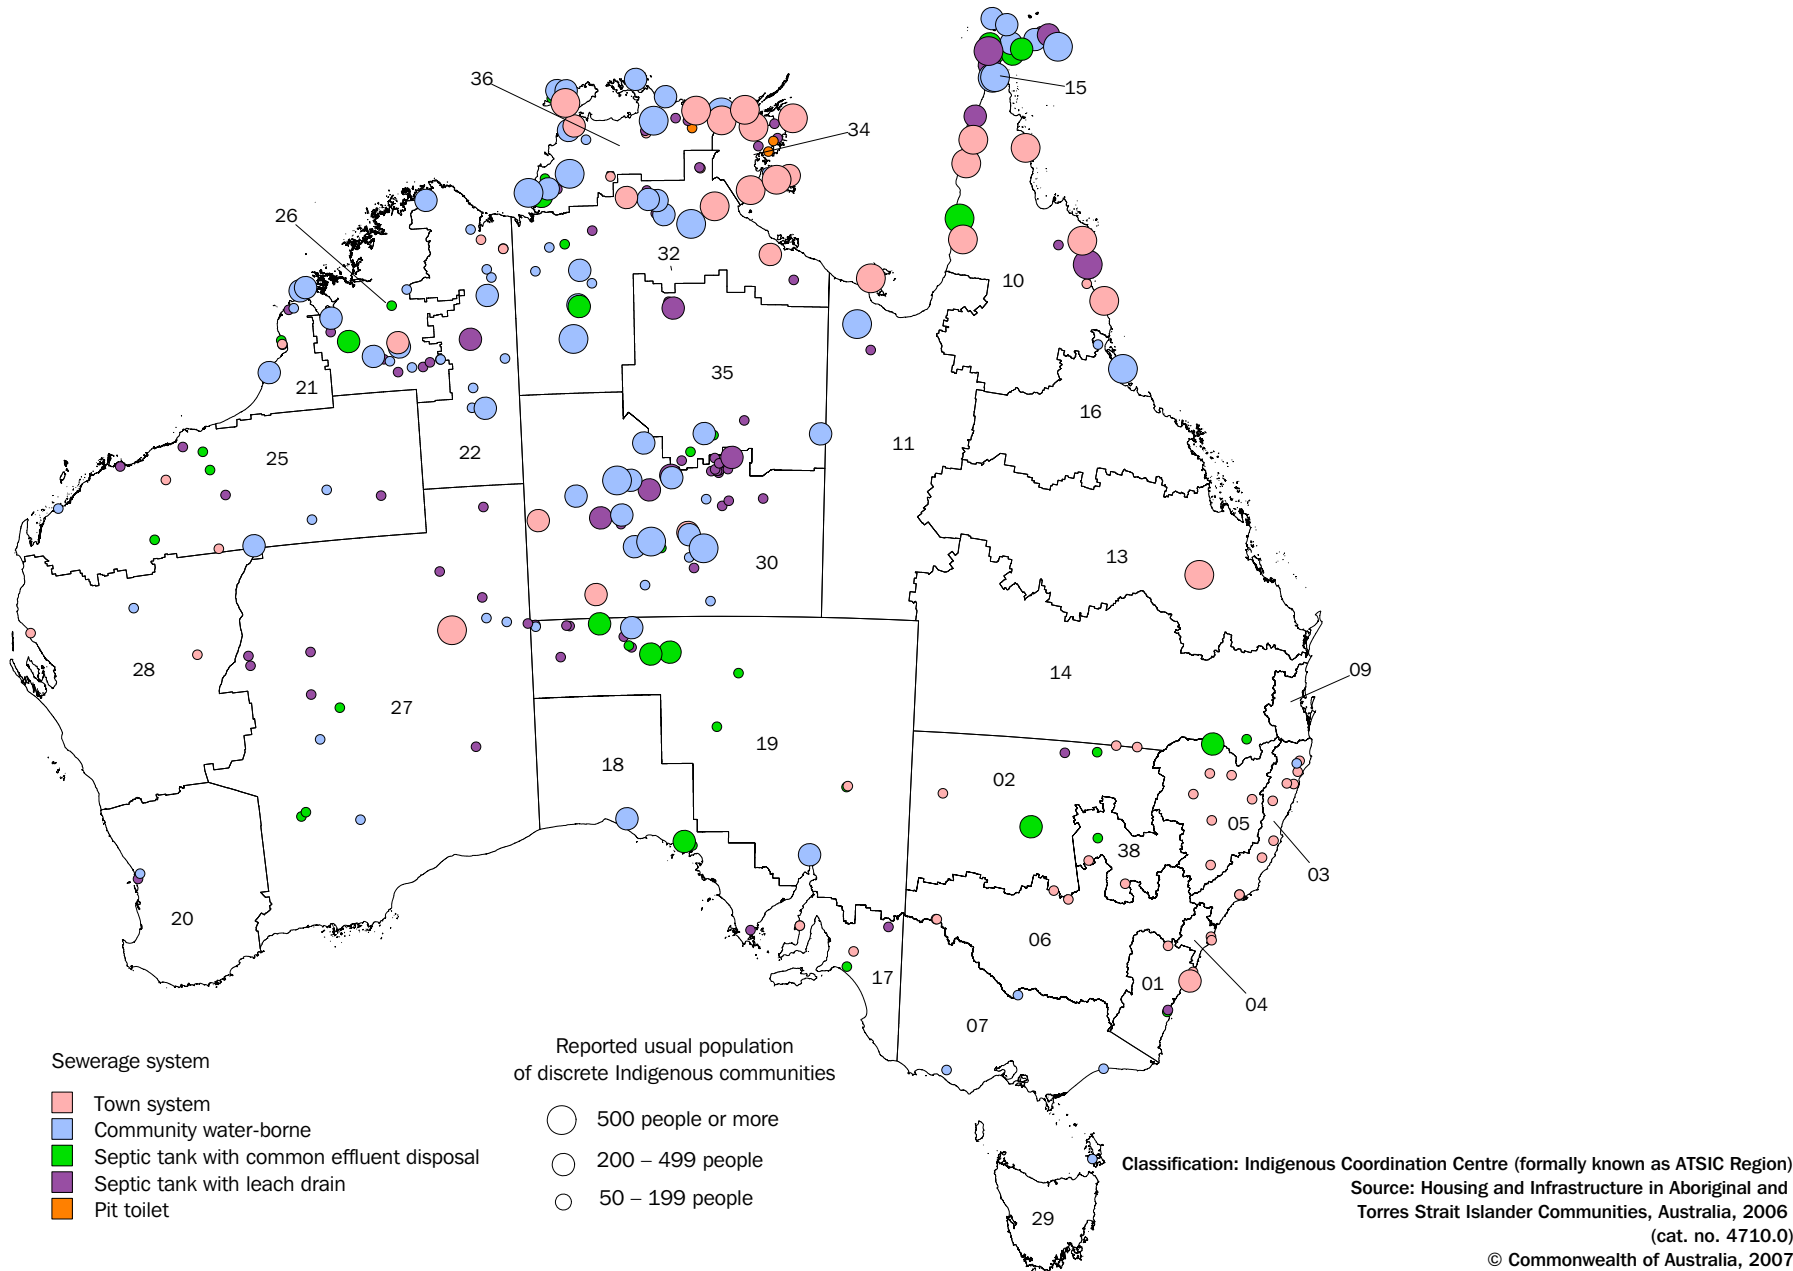 36
15
34
26
32
10
35
21
16
25
22
11
30
13
28
14
09
27
19
18
02
05
38
03
20
06
17
01
04
07
Sewerage system
Town system
Community water-borne
Septic tank with common effluent disposal
Septic tank with leach drain
Pit toilet
Reported usual population
of discrete Indigenous communities
500 people or more
200 – 499 people
50 – 199 people
29
Classification: Indigenous Coordination Centre (formally known as ATSIC Region)
Source: Housing and Infrastructure in Aboriginal and
Torres Strait Islander Communities, Australia, 2006
(cat. no. 4710.0)
© Commonwealth of Australia, 2007